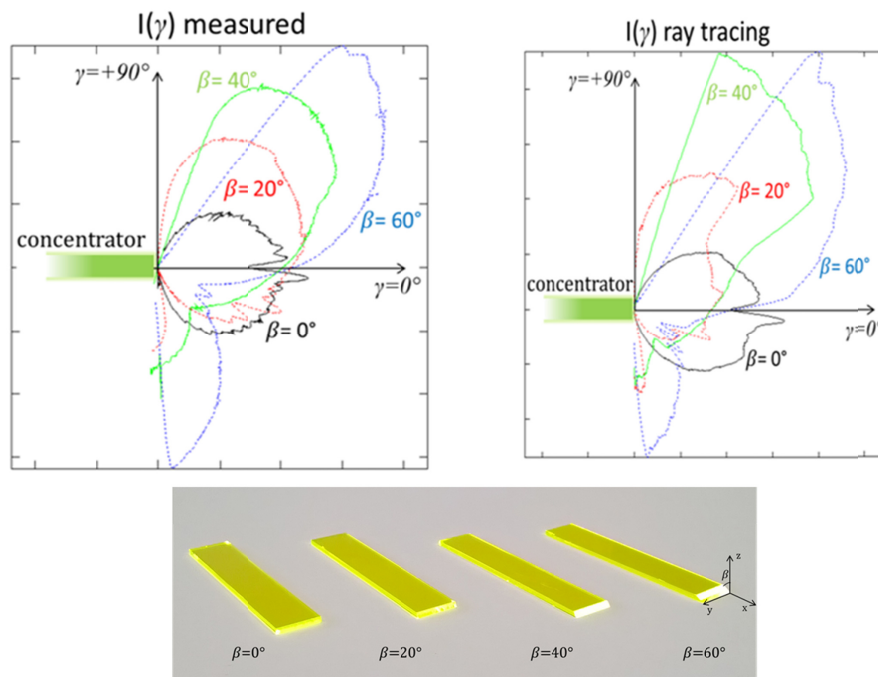 I(γ) measured
γ=+90°
β= 40°
β= 20°
β= 60°
concentrator
γ=0°
β= 0°
I(γ) ray tracing
γ=+90°
β= 40°
β= 20°
β= 60°
concentrator
γ=0°
β= 0°
z
β
y
x
β=0°
β=20°
β=40°
β=60°